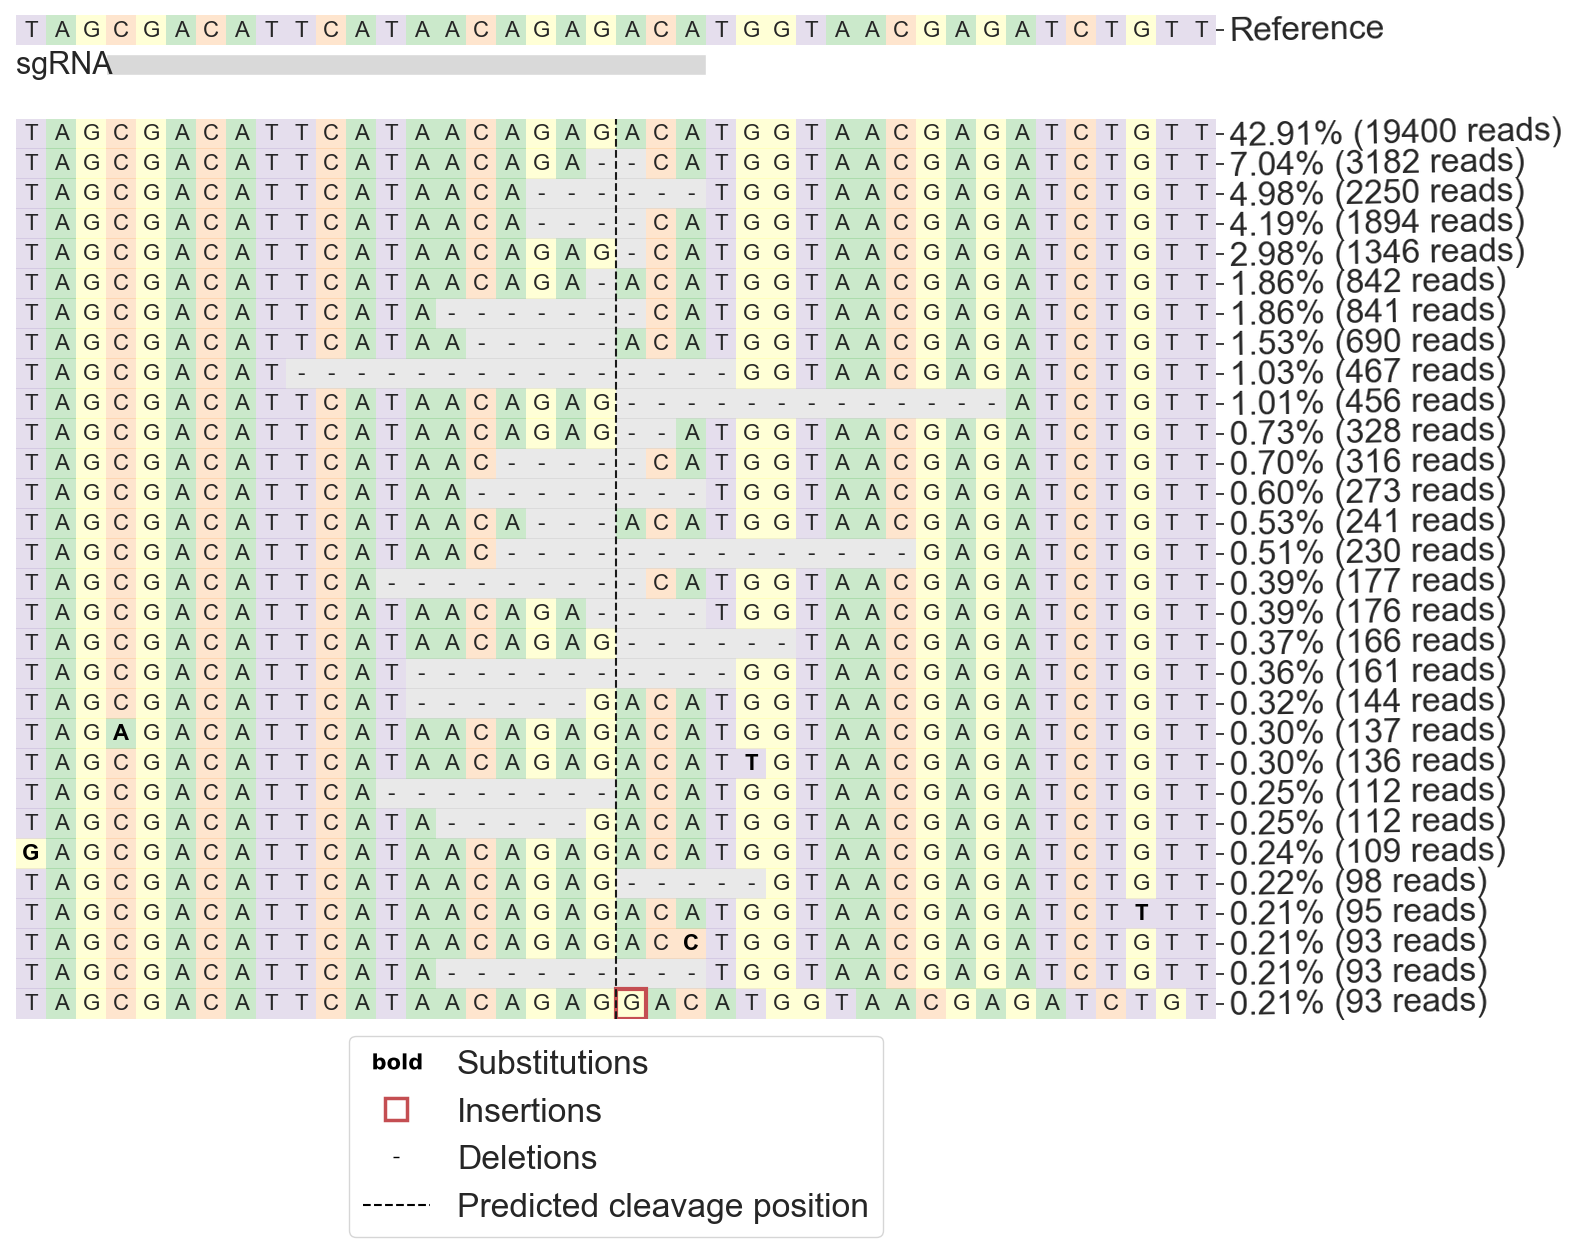 T A G C G A C A T T C A T A A C A G A G A C A T G G T A A C G A G A T C T G T T Reference
sgRNA
T A G C G A C A T T C A T A A C A G A G A C A T G G T A A C G A G A T C T G T T 42.91% (19400 reads)
T A G C G A C A T T C A T A A C A G A - - C A T G G T A A C G A G A T C T G T T 7.04% (3182 reads)
T A G C G A C A T T C A T A A C A - - - - - - T G G T A A C G A G A T C T G T T 4.98% (2250 reads)
T A G C G A C A T T C A T A A C A - - - - C A T G G T A A C G A G A T C T G T T 4.19% (1894 reads)
T A G C G A C A T T C A T A A C A G A G - C A T G G T A A C G A G A T C T G T T 2.98% (1346 reads)
T A G C G A C A T T C A T A A C A G A - A C A T G G T A A C G A G A T C T G T T 1.86% (842 reads)
T A G C G A C A T T C A T A - - - - - - - C A T G G T A A C G A G A T C T G T T 1.86% (841 reads)
T A G C G A C A T T C A T A A - - - - - A C A T G G T A A C G A G A T C T G T T 1.53% (690 reads)
T A G C G A C A T - - - - - - - - - - - - - - - G G T A A C G A G A T C T G T T 1.03% (467 reads)
T A G C G A C A T T C A T A A C A G A G - - - - - - - - - - - - - A T C T G T T 1.01% (456 reads)
T A G C G A C A T T C A T A A C A G A G - - A T G G T A A C G A G A T C T G T T 0.73% (328 reads)
T A G C G A C A T T C A T A A C - - - - - C A T G G T A A C G A G A T C T G T T 0.70% (316 reads)
T A G C G A C A T T C A T A A - - - - - - - - T G G T A A C G A G A T C T G T T 0.60% (273 reads)
T A G C G A C A T T C A T A A C A - - - A C A T G G T A A C G A G A T C T G T T 0.53% (241 reads)
T A G C G A C A T T C A T A A C - - - - - - - - - - - - - - G A G A T C T G T T 0.51% (230 reads)
T A G C G A C A T T C A - - - - - - - - - C A T G G T A A C G A G A T C T G T T 0.39% (177 reads)
T A G C G A C A T T C A T A A C A G A - - - - T G G T A A C G A G A T C T G T T 0.39% (176 reads)
T A G C G A C A T T C A T A A C A G A G - - - - - - T A A C G A G A T C T G T T 0.37% (166 reads)
T A G C G A C A T T C A T - - - - - - - - - - - G G T A A C G A G A T C T G T T 0.36% (161 reads)
T A G C G A C A T T C A T - - - - - - G A C A T G G T A A C G A G A T C T G T T 0.32% (144 reads)
T A G A G A C A T T C A T A A C A G A G A C A T G G T A A C G A G A T C T G T T 0.30% (137 reads)
T A G C G A C A T T C A T A A C A G A G A C A T T G T A A C G A G A T C T G T T 0.30% (136 reads)
T A G C G A C A T T C A - - - - - - - - A C A T G G T A A C G A G A T C T G T T 0.25% (112 reads)
T A G C G A C A T T C A T A - - - - - G A C A T G G T A A C G A G A T C T G T T 0.25% (112 reads)
G A G C G A C A T T C A T A A C A G A G A C A T G G T A A C G A G A T C T G T T 0.24% (109 reads)
T A G C G A C A T T C A T A A C A G A G - - - - - G T A A C G A G A T C T G T T 0.22% (98 reads)
T A G C G A C A T T C A T A A C A G A G A C A T G G T A A C G A G A T C T T T T 0.21% (95 reads)
T A G C G A C A T T C A T A A C A G A G A C C T G G T A A C G A G A T C T G T T 0.21% (93 reads)
T A G C G A C A T T C A T A - - - - - - - - - T G G T A A C G A G A T C T G T T 0.21% (93 reads)
T A G C G A C A T T C A T A A C A G A G G A C A T G G T A A C G A G A T C T G T 0.21% (93 reads)
bold Substitutions
Insertions
- Deletions
Predicted cleavage position